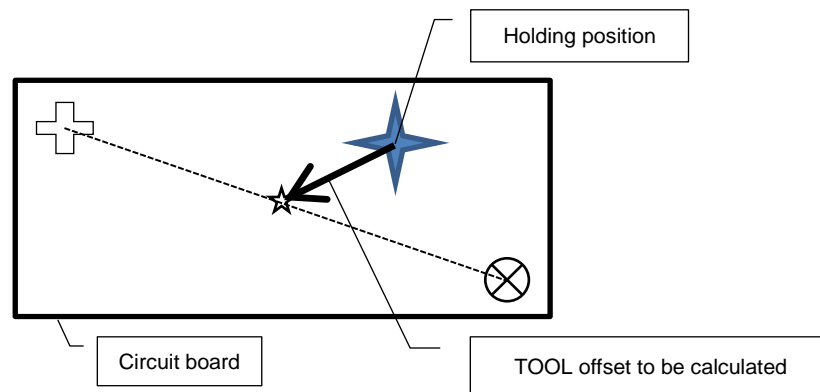 Holding position
Circuit board
TOOL offset to be calculated